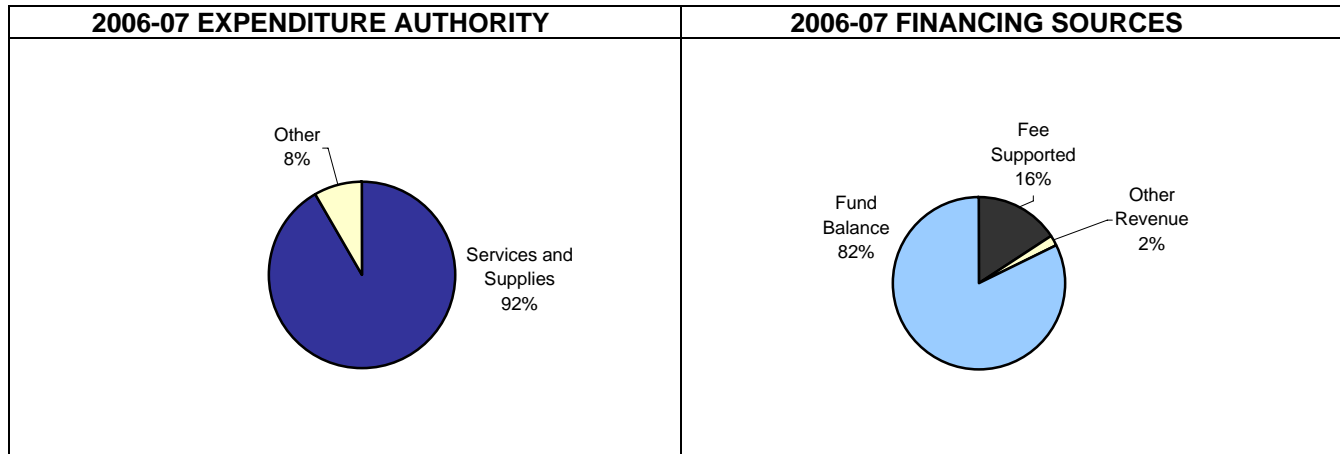 2006-07 EXPENDITURE AUTHORITY
Other
8%
Services and
Supplies
92%
2006-07 FINANCING SOURCES
Fee
Supported
16%
Other
Revenue
2%
Fund
Balance
82%